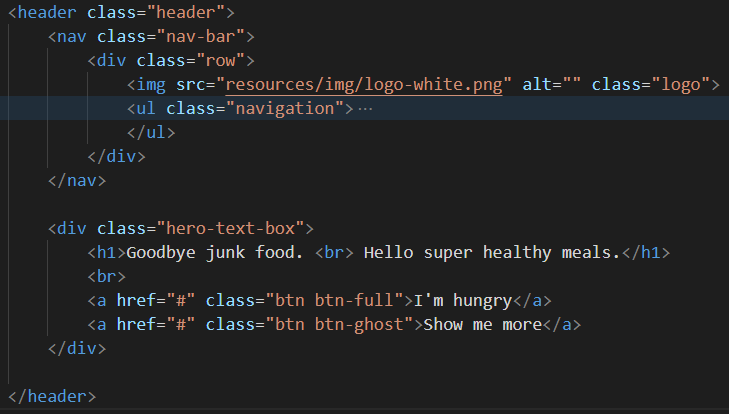 <header class="header">
<nav class="nav-bar">
<div class="row">
<img src="resources/img/logo-white.png" alt="" class="logo">
<ul class="navigation">···
</ul>
</div>
</nav>
<div class="hero-text-box">
<h1>Goodbye junk food. <br> Hello super healthy meals.</h1>
<br>
<a href="#" class="btn btn-full">I'm hungry</a>
<a href="#" class="btn btn-ghost">Show me more</a>
</div>
</header>